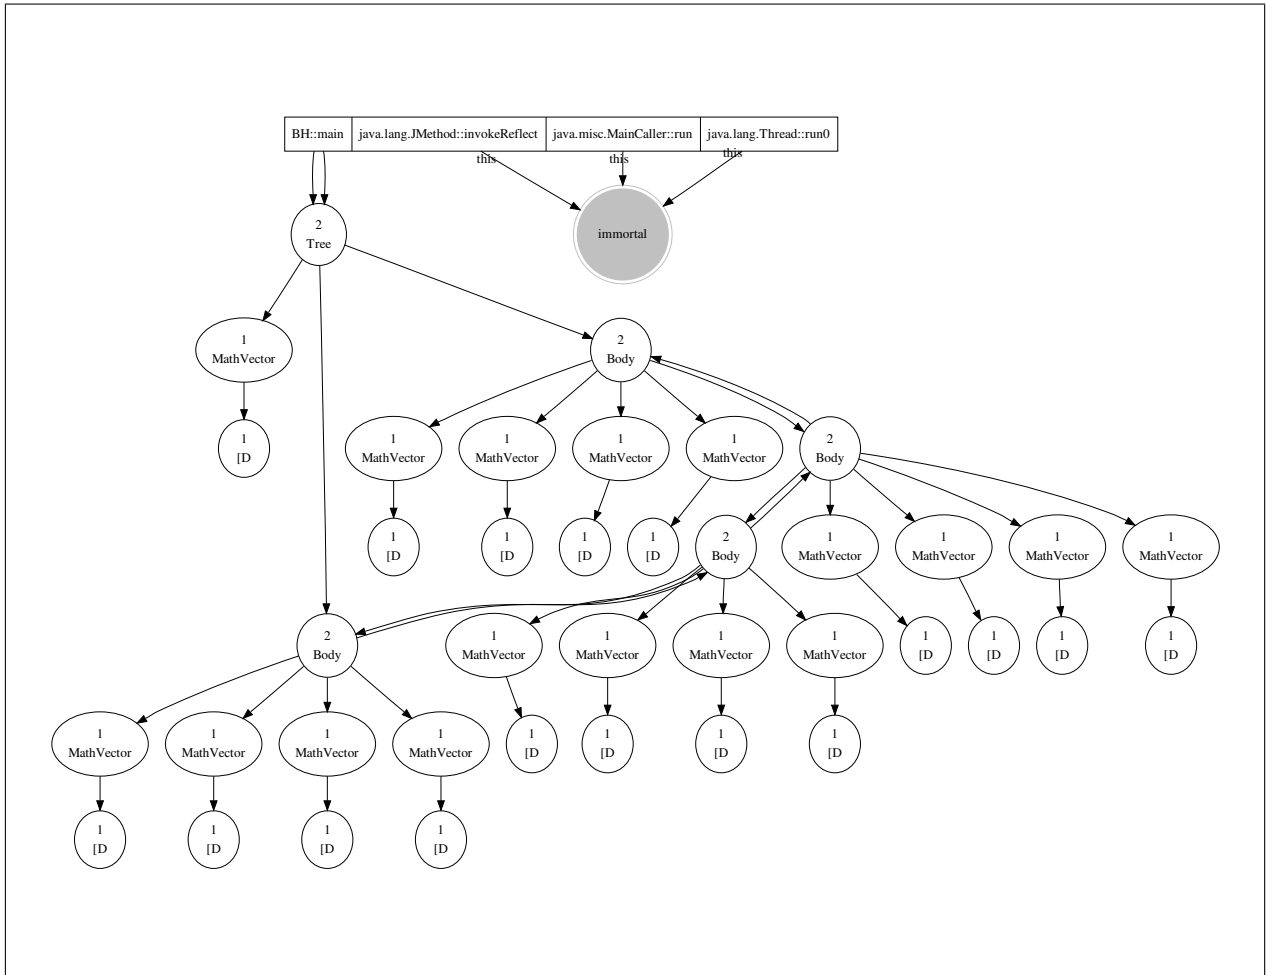 BH::main java.lang.JMethod::invokeReflect java.misc.MainCaller::run java.lang.Thread::run0
this this this
2
Tree
immortal
1
MathVector
2
Body
1
[D
1
MathVector
1
MathVector
1
MathVector
1
MathVector
2
Body
1
[D
1
[D
1
[D
1
[D
2
Body
1
MathVector
1
MathVector
1
MathVector
1
MathVector
2
Body
1
MathVector
1
MathVector
1
MathVector
1
MathVector
1
[D
1
[D
1
[D
1
[D
1
MathVector
1
MathVector
1
MathVector
1
MathVector
1
[D
1
[D
1
[D
1
[D
1
[D
1
[D
1
[D
1
[D